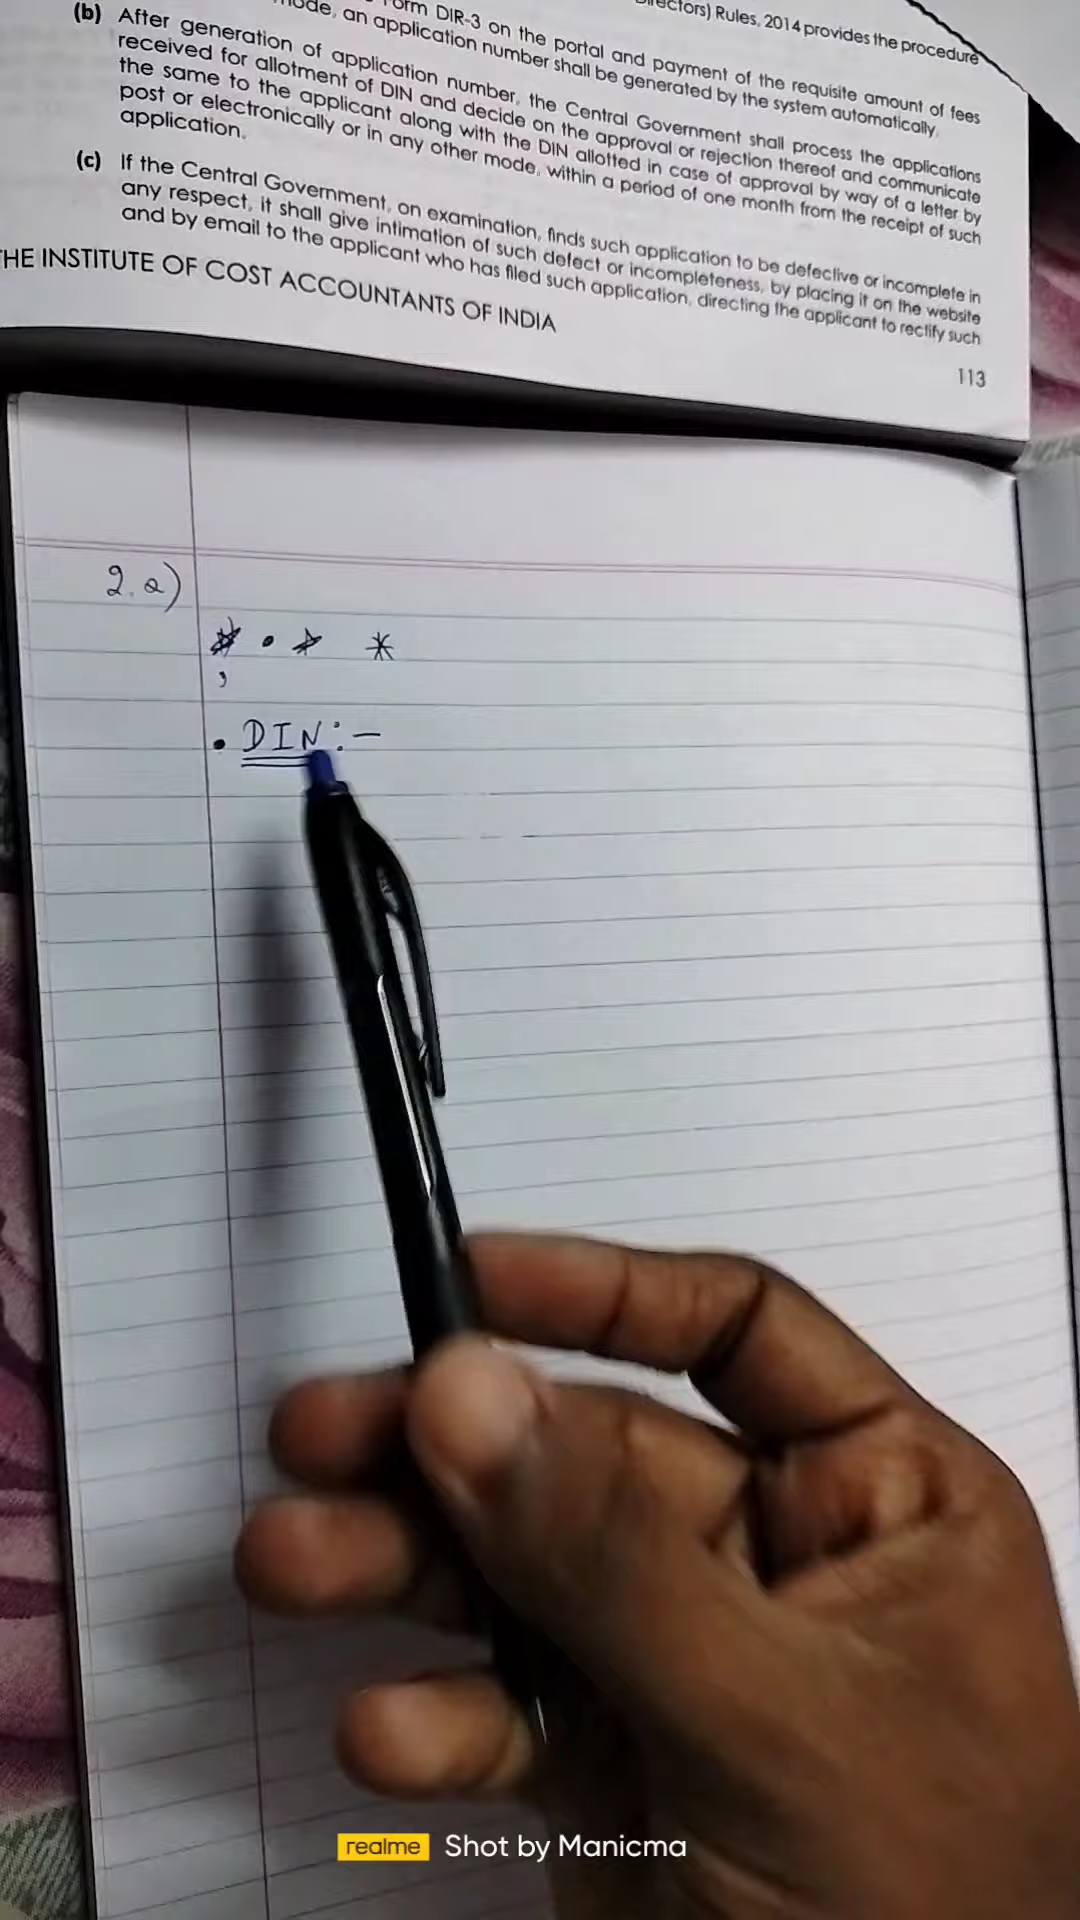 Directors) Rules, 2014 provides the procedure
Form DIR-3 on the portal and payment of the requisite amount of fees
mode, an application number shall be generated by the system automatically.
(b) After generation of application number, the Central Government shall process the applications
received for allotment of DIN and decide on the approval or rejection thereof and communicate
the same to the applicant along with the DIN allotted in case of approval by way of a letter by
post or electronically or in any other mode, within a period of one month from the receipt of such
application.
(c) If the Central Government, on examination, finds such application to be defective or incomplete in
any respect, it shall give intimation of such defect or incompleteness, by placing it on the website
and by email to the applicant who has filed such application, directing the applicant to rectify such
THE INSTITUTE OF COST ACCOUNTANTS OF INDIA
113
2.a)
• DIN:-
realme Shot by Manicma